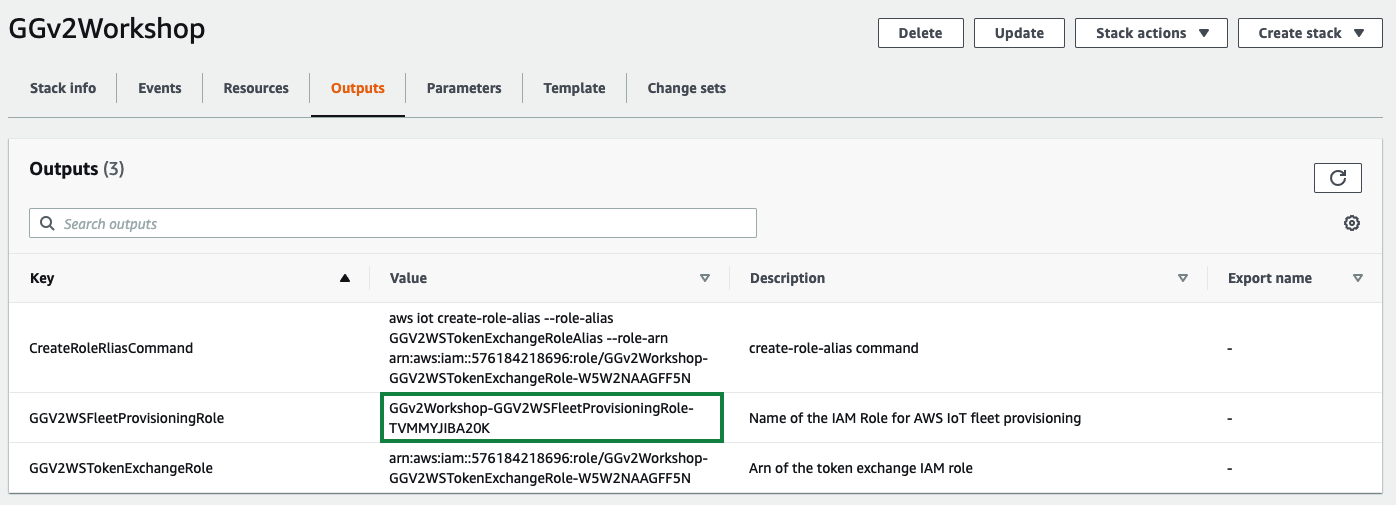 GGv2Workshop
Delete
Update
Stack actions
Create stack
Stack info
Events
Resources
Outputs
Parameters
Template
Change sets
Outputs (3)
Search outputs
Key
Value
Description
Export name
CreateRoleRliasCommand
aws iot create-role-alias --role-alias
GGV2WSTokenExchangeRoleAlias --role-arn
arn:aws:iam::576184218696:role/GGv2Workshop-
GGV2WSTokenExchangeRole-W5W2NAAGFF5N
create-role-alias command
-
GGV2WSFleetProvisioningRole
GGv2Workshop-GGV2WSFleetProvisioningRole-
TVMMYJIBA20K
Name of the IAM Role for AWS IoT fleet provisioning
-
GGV2WSTokenExchangeRole
arn:aws:iam::576184218696:role/GGv2Workshop-
GGV2WSTokenExchangeRole-W5W2NAAGFF5N
Arn of the token exchange IAM role
-